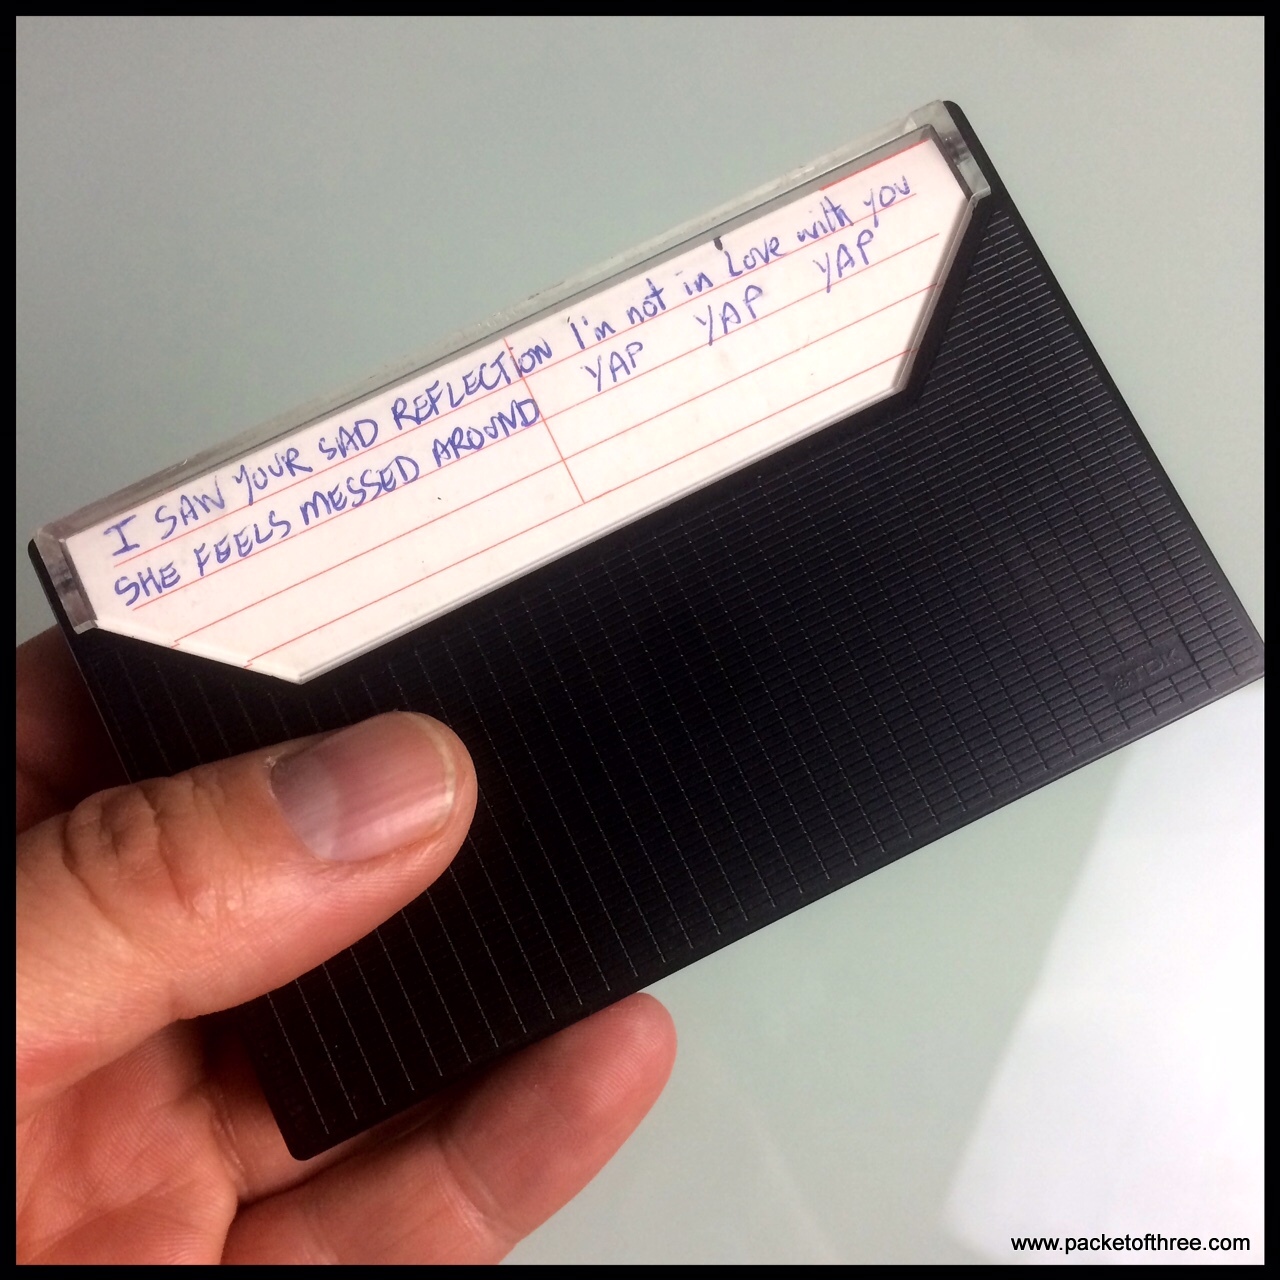 I SAW YOUR SAD REFLECTION I'm not in Love with you
SHE FEELS MESSED AROUND YAP YAP YAP
TDK
www.packetofthree.com